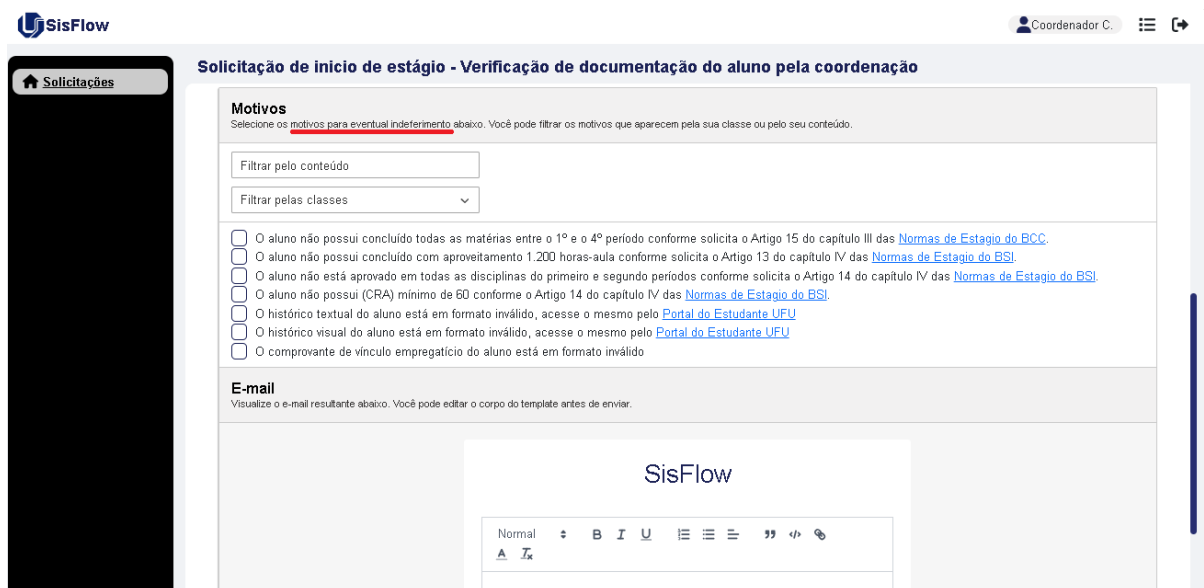 SisFlow
Coordenador C.
Solicitações
Solicitação de inicio de estágio - Verificação de documentação do aluno pela coordenação
Motivos
Selecione os motivos para eventual indeferimento abaixo. Você pode filtrar os motivos que aparecem pela sua classe ou pelo seu conteúdo.
Filtrar pelo conteúdo
Filtrar pelas classes
O aluno não possui concluído todas as matérias entre o 1º e o 4º período conforme solicita o Artigo 15 do capítulo III das Normas de Estagio do BCC.
O aluno não possui concluído com aproveitamento 1.200 horas-aula conforme solicita o Artigo 13 do capítulo IV das Normas de Estagio do BSI.
O aluno não está aprovado em todas as disciplinas do primeiro e segundo períodos conforme solicita o Artigo 14 do capítulo IV das Normas de Estagio do BSI.
O aluno não possui (CRA) mínimo de 60 conforme o Artigo 14 do capítulo IV das Normas de Estagio do BSI.
O histórico textual do aluno está em formato inválido, acesse o mesmo pelo Portal do Estudante UFU
O histórico visual do aluno está em formato inválido, acesse o mesmo pelo Portal do Estudante UFU
O comprovante de vínculo empregatício do aluno está em formato inválido
E-mail
Visualize o e-mail resultante abaixo. Você pode editar o corpo do template antes de enviar.
SisFlow
Normal B I U
A Tx